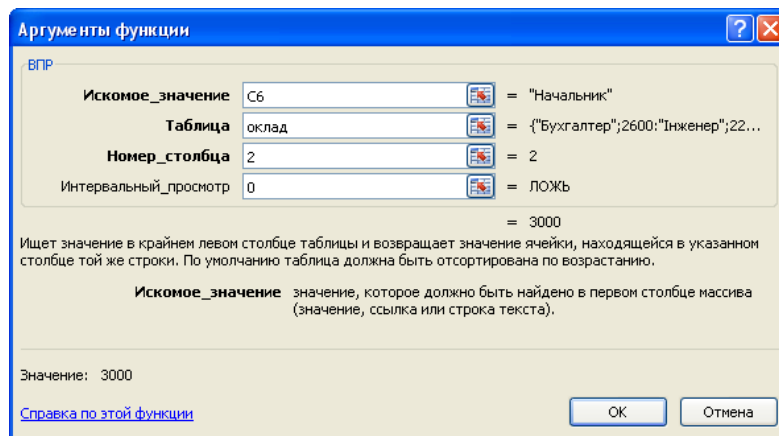 Аргументы функции
ВПР
Искомое_значение C6 = "Начальник"
Таблица оклад = {"Бухгалтер";2600:"Інженер";22...
Номер_столбца 2 = 2
Интервальный_просмотр 0 = ЛОЖЬ
= 3000
Ищет значение в крайнем левом столбце таблицы и возвращает значение ячейки, находящейся в указанном
столбце той же строки. По умолчанию таблица должна быть отсортирована по возрастанию.
Искомое_значение значение, которое должно быть найдено в первом столбце массива
(значение, ссылка или строка текста).
Значение: 3000
Справка по этой функции OK Отмена